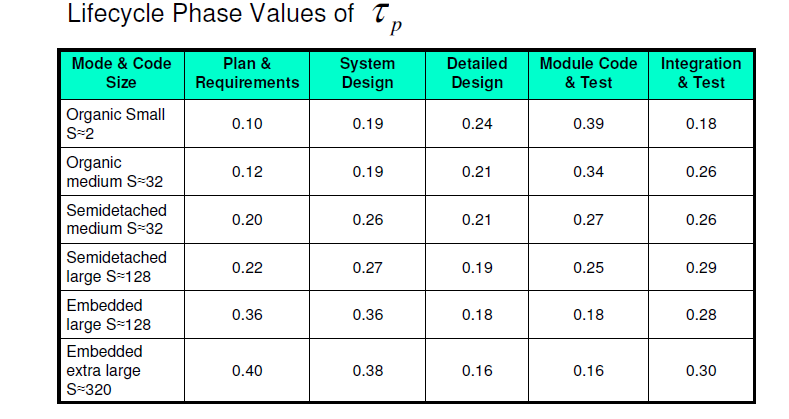 Lifecycle Phase Values of τp
Mode & Code Size Plan & Requirements System Design Detailed Design Module Code & Test Integration & Test
Organic Small S≈2 0.10 0.19 0.24 0.39 0.18
Organic medium S≈32 0.12 0.19 0.21 0.34 0.26
Semidetached medium S≈32 0.20 0.26 0.21 0.27 0.26
Semidetached large S≈128 0.22 0.27 0.19 0.25 0.29
Embedded large S≈128 0.36 0.36 0.18 0.18 0.28
Embedded extra large S≈320 0.40 0.38 0.16 0.16 0.30